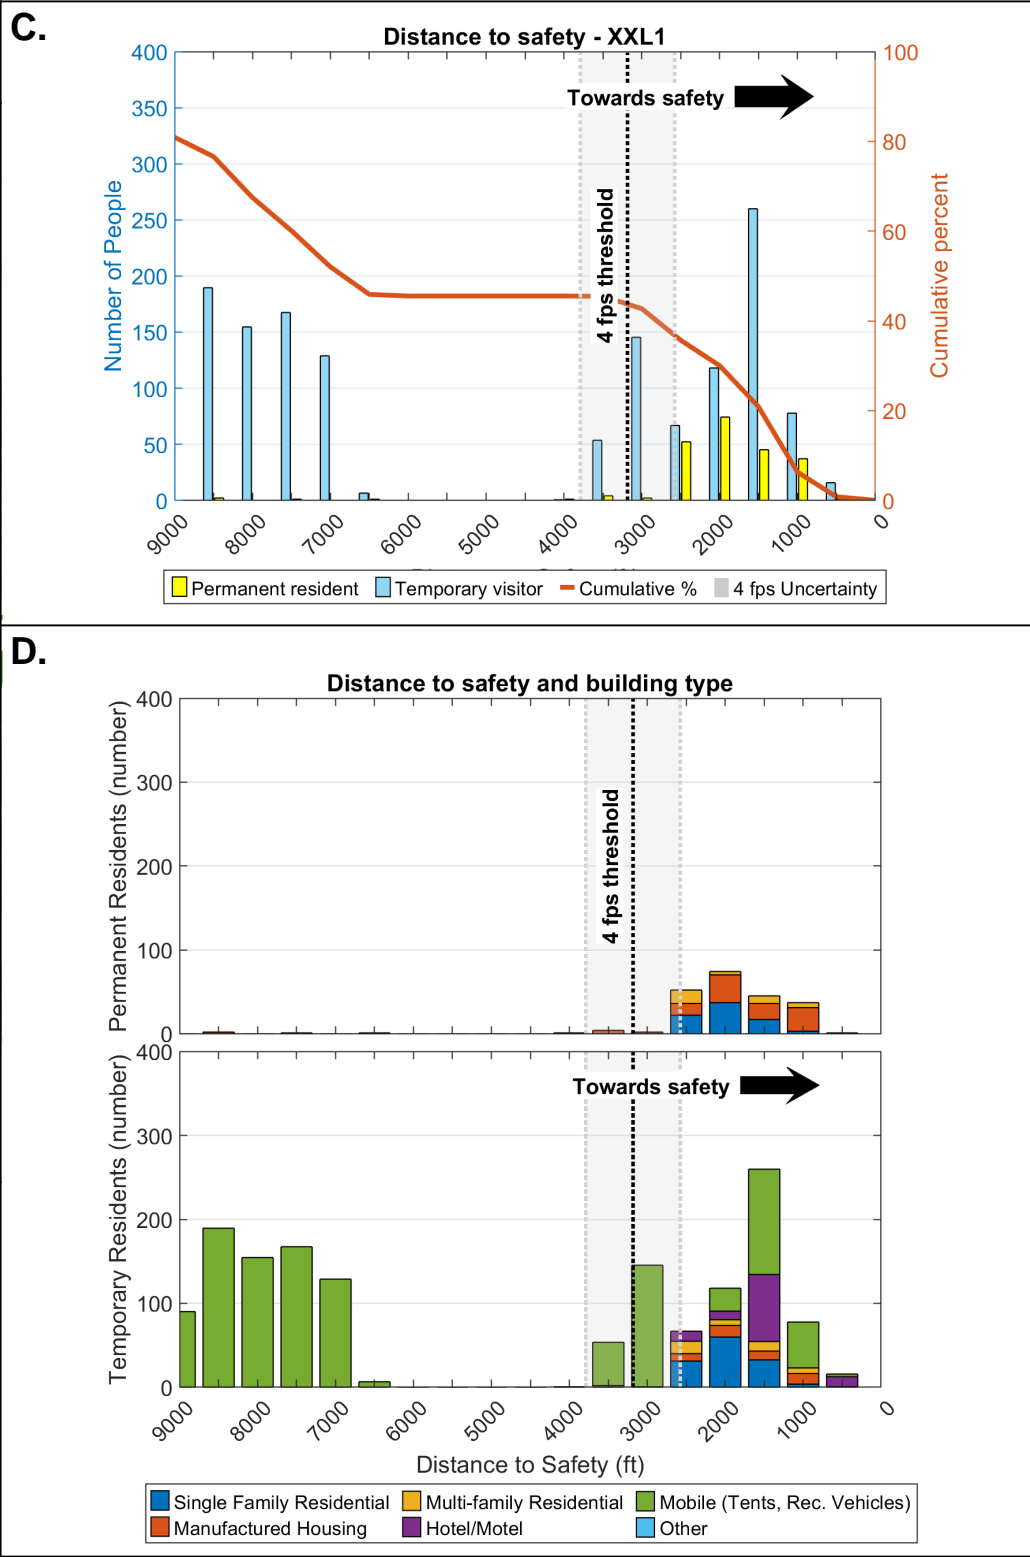 C.
Distance to safety - XXL1
400
350
300
250
200
150
100
50
0
Number of People
100
80
60
40
20
0
Cumulative percent
Towards safety
4 fps threshold
9000
8000
7000
6000
5000
4000
3000
2000
1000
0
Permanent resident
Temporary visitor
Cumulative %
4 fps Uncertainty
D.
Distance to safety and building type
400
300
200
100
0
Permanent Residents (number)
4 fps threshold
400
300
200
100
0
Temporary Residents (number)
Towards safety
9000
8000
7000
6000
5000
4000
3000
2000
1000
0
Distance to Safety (ft)
Single Family Residential
Multi-family Residential
Mobile (Tents, Rec. Vehicles)
Manufactured Housing
Hotel/Motel
Other